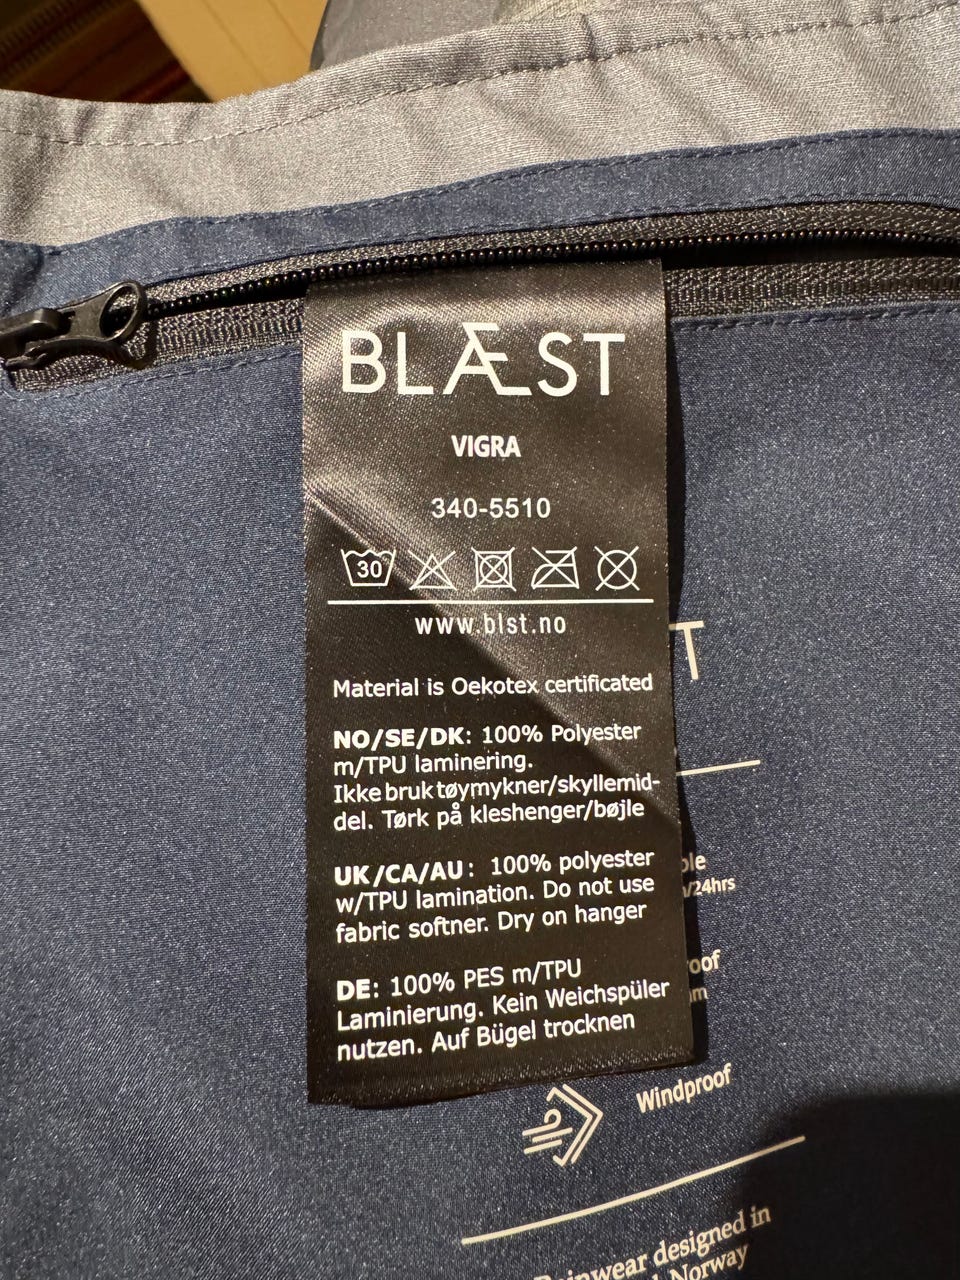 BLÆST
VIGRA
340-5510
30
www.blst.no
Material is Oekotex certificated
NO/SE/DK: 100% Polyester
m/TPU laminering.
Ikke bruk tøymykner/skyllemid-
del. Tørk på kleshenger/bøjle
UK/CA/AU: 100% polyester
w/TPU lamination. Do not use
fabric softner. Dry on hanger
DE: 100% PES m/TPU
Laminierung. Kein Weichspüler
nutzen. Auf Bügel trocknen
T
/24hrs
Windproof
Rainwear designed in
Norway